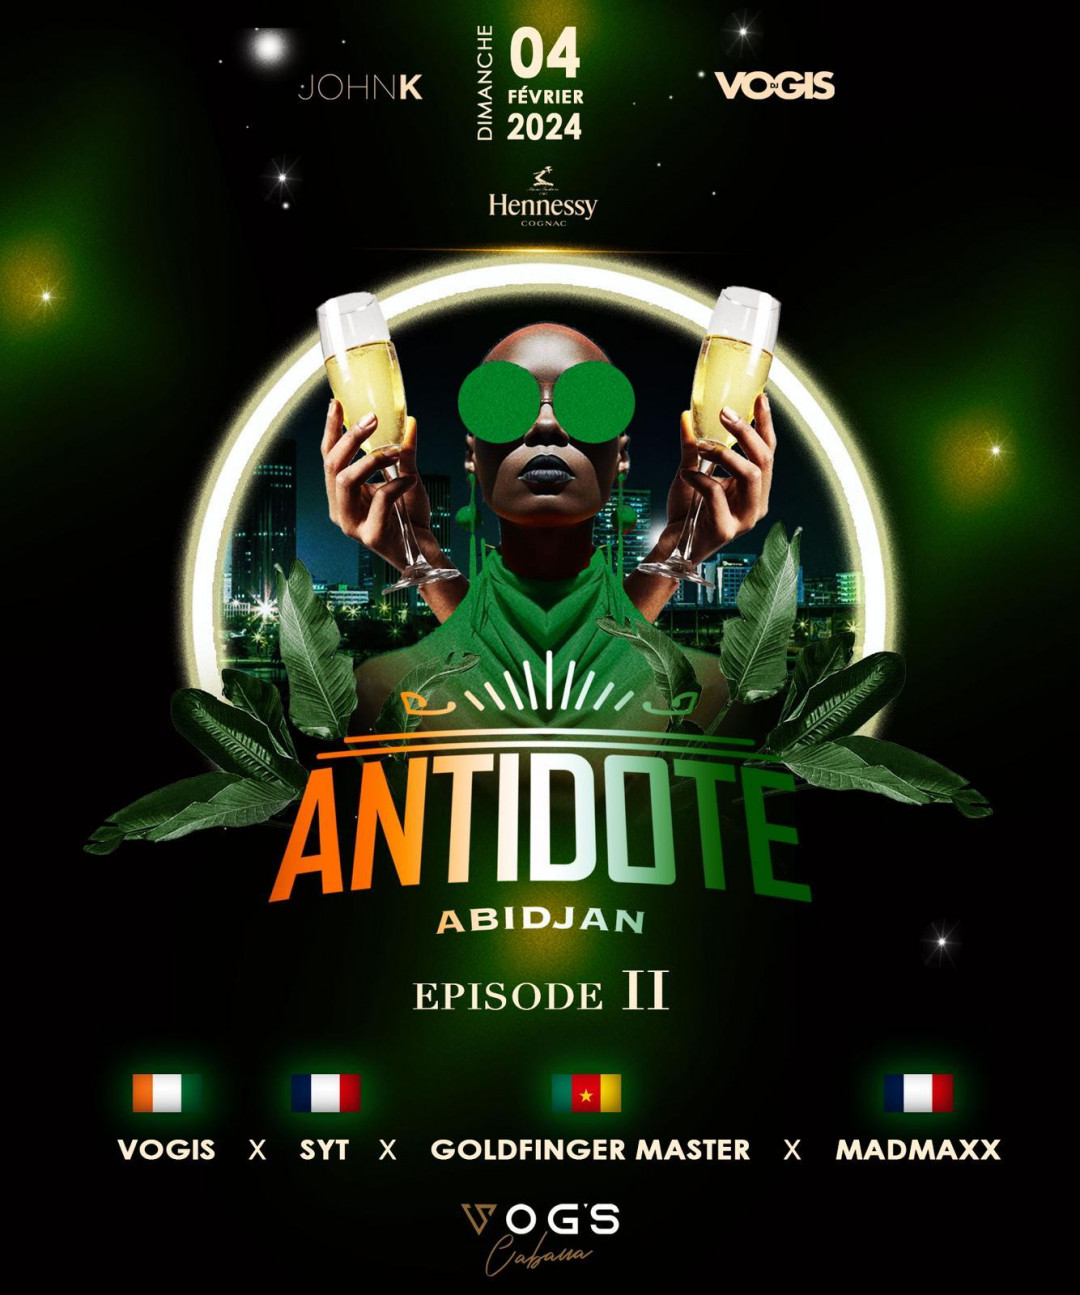 JOHNK
DIMANCHE
04
FÉVRIER
2024
VOGIS
DJ
Hennessy
COGNAC
ANTIDOTE
ABIDJAN
EPISODE II
VOGIS X SYT X GOLDFINGER MASTER X MADMAXX
VOG'S
Cabana